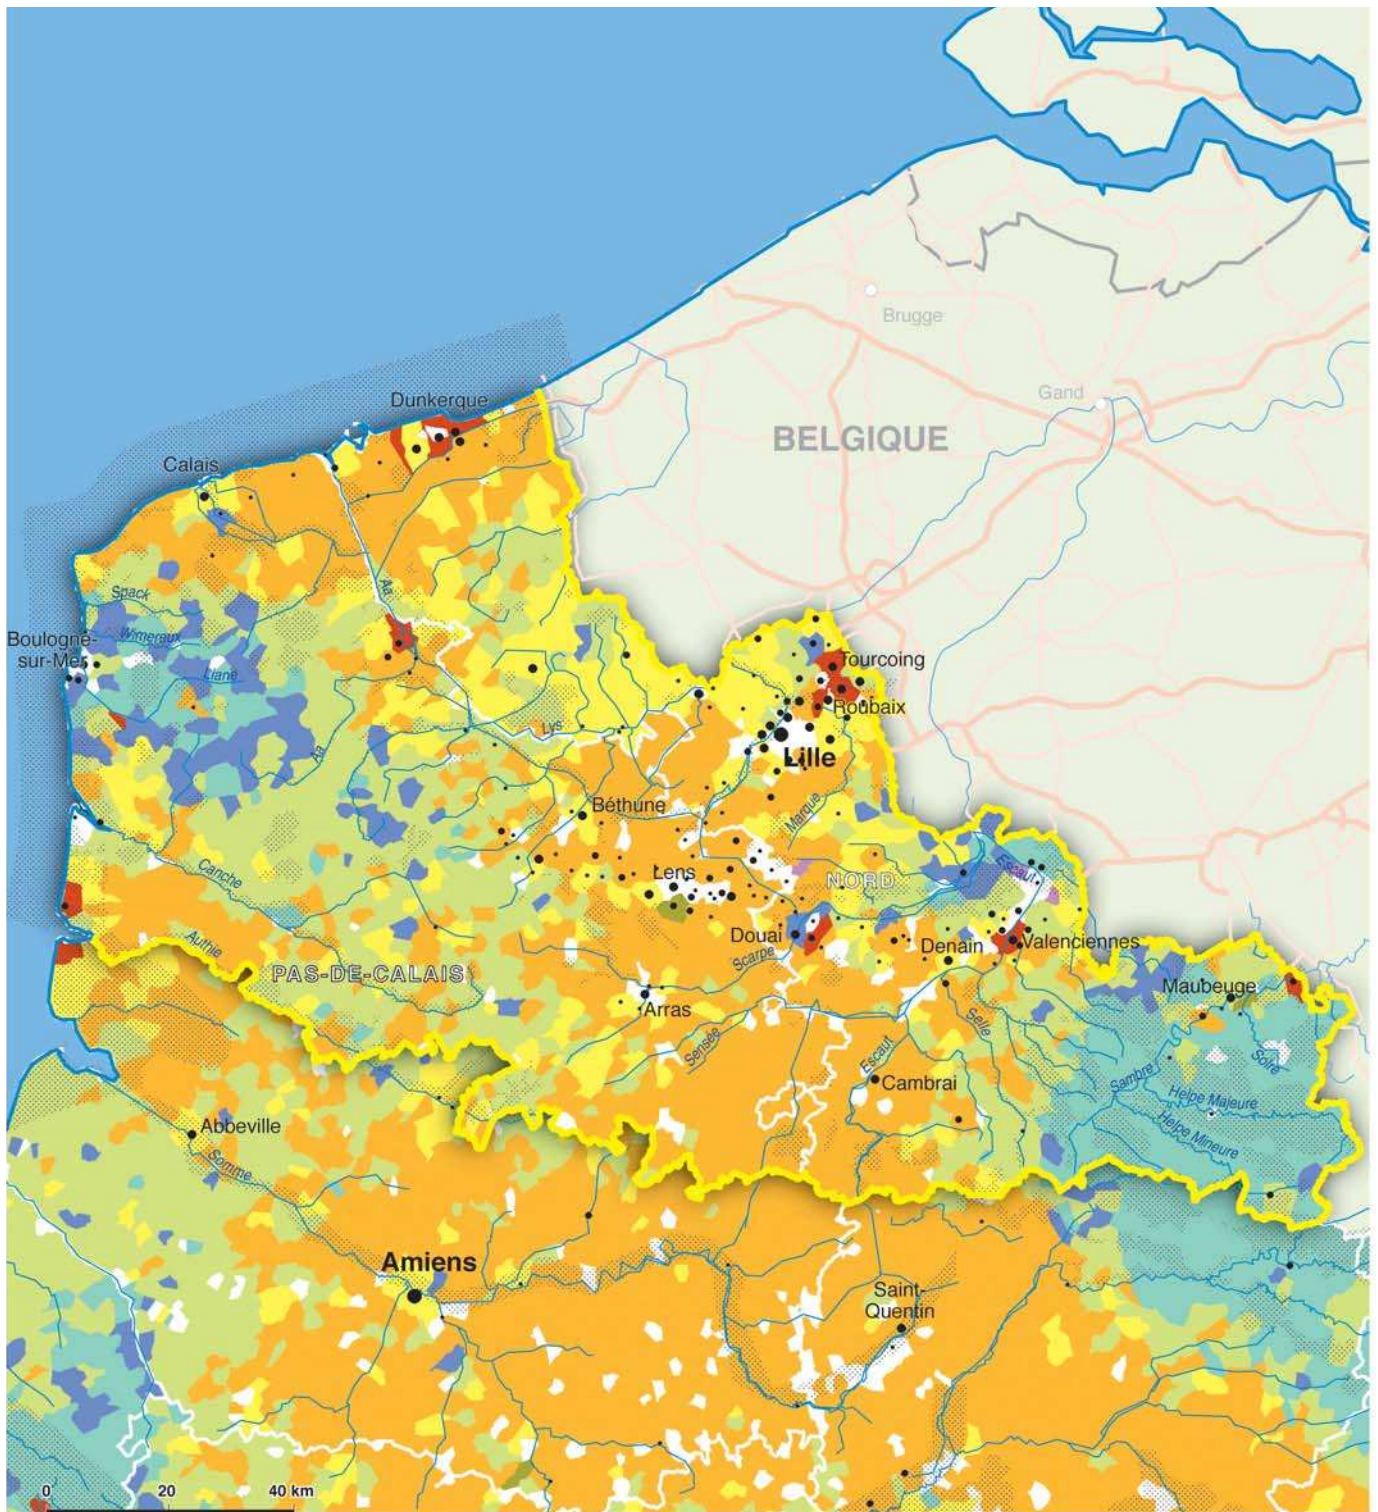 Brugge
Gand
Dunkerque
BELGIQUE
Calais
Aa
Spack
Boulogne-
sur-Mer
Wimereux
Liane
Tourcoing
Roubaix
Lys
Aa
Lille
Béthune
Marque
Canche
Lens
NORD
Escaut
Authie
Douai
Scarpe
Denain
Valenciennes
PAS-DE-CALAIS
Maubeuge
Arras
Sensée
Selle
Escaut
Solre
Sambre
Cambrai
Helpe Majeure
Helpe Mineure
Abbeville
Somme
Amiens
Saint-
Quentin
0 20 40 km